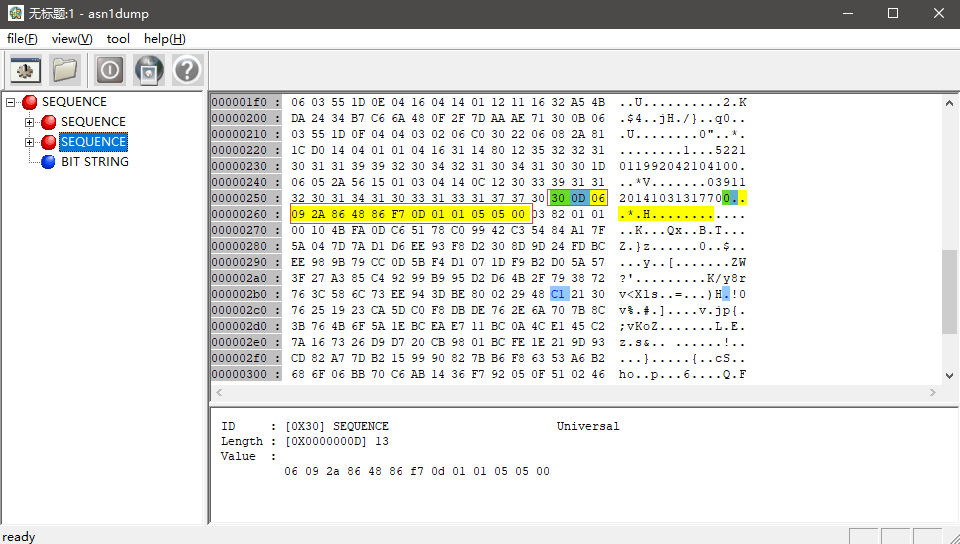 无标题:1 - asn1dump
file(F) view(V) tool help(H)
SEQUENCE
SEQUENCE
SEQUENCE
BIT STRING
000001f0 : 06 03 55 1D 0E 04 16 04 14 01 12 11 16 32 A5 4B ..U..........2.K
00000200 : DA 24 34 B7 C6 6A 48 0F 2F 7D AA AE 71 30 0B 06 .$4..jH./}..q0..
00000210 : 03 55 1D 0F 04 04 03 02 06 C0 30 22 06 08 2A 81 .U........0"..*.
00000220 : 1C D0 14 04 01 01 04 16 31 14 80 12 35 32 32 31 ........1...5221
00000230 : 30 31 31 39 39 32 30 34 32 31 30 34 31 30 30 1D 011992042104100.
00000240 : 06 05 2A 56 15 01 03 04 14 0C 12 30 33 39 31 31 ..*V.......03911
00000250 : 32 30 31 34 31 30 33 31 33 31 37 37 30 30 0D 06 20141031317700..
00000260 : 09 2A 86 48 86 F7 0D 01 01 05 05 00 03 82 01 01 .*.H............
00000270 : 00 10 4B FA 0D C6 51 78 C0 99 42 C3 54 84 A1 7F ..K...Qx..B.T...
00000280 : 5A 04 7D 7A D1 D6 EE 93 F8 D2 30 8D 9D 24 FD BC Z.}z......0..$..
00000290 : EE 98 9B 79 CC 0D 5B F4 D1 07 1D F9 B2 D0 5A 57 ...y..[.......ZW
000002a0 : 3F 27 A3 85 C4 92 99 B9 95 D2 D6 4B 2F 79 38 72 ?'.........K/y8r
000002b0 : 76 3C 58 6C 73 EE 94 3D BE 80 02 29 48 C1 21 30 v<Xls..=...)H.!0
000002c0 : 76 25 19 23 CA 5D C0 F8 DB DE 76 2E 6A 70 7B 8C v%.#.]....v.jp{.
000002d0 : 3B 76 4B 6F 5A 1E BC EA E7 11 BC 0A 4C E1 45 C2 ;vKoZ.......L.E.
000002e0 : 7A 16 73 26 D9 D7 20 CB 98 01 BC FE 1E 21 9D 93 z.s&.. ......!..
000002f0 : CD 82 A7 7D B2 15 99 90 82 7B B6 F8 63 53 A6 B2 ...}.....{..cS..
00000300 : 68 6F 06 BB 70 C6 AB 14 36 F7 92 05 0F 51 02 46 ho..p...6....Q.F
ID : [0X30] SEQUENCE Universal
Length : [0X0000000D] 13
Value :
06 09 2a 86 48 86 f7 0d 01 01 05 05 00
ready